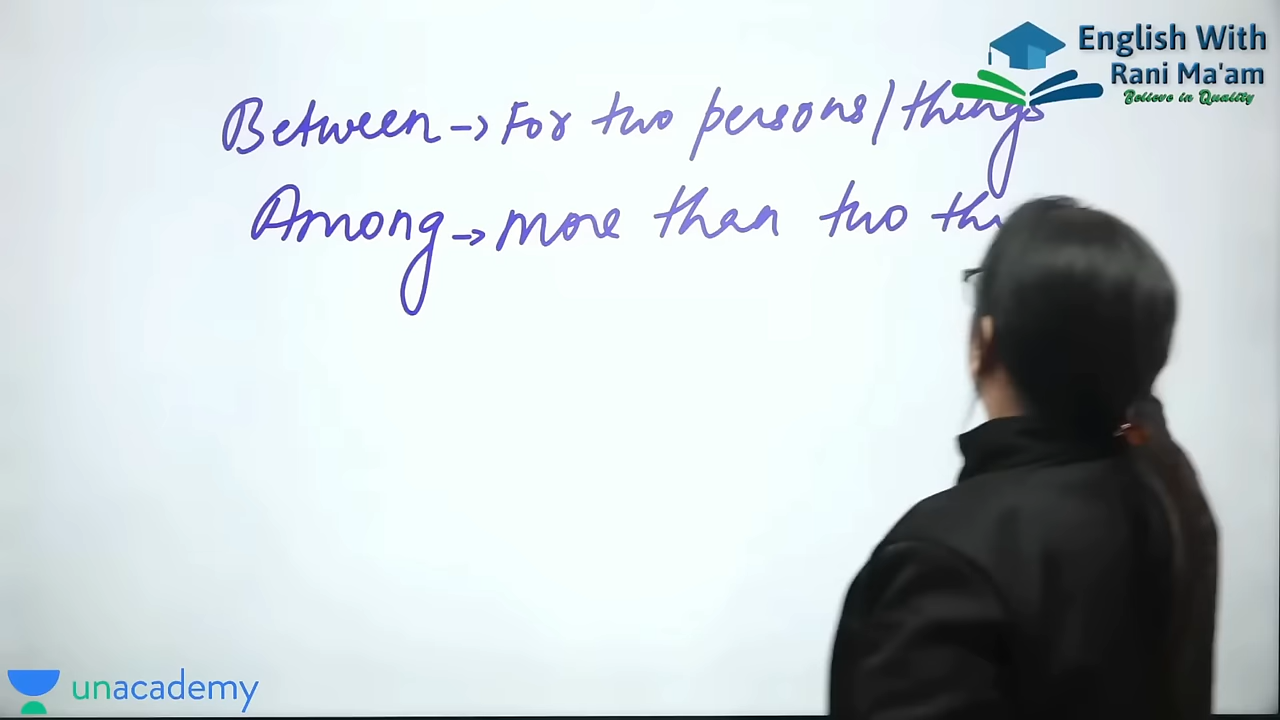 English With
Rani Ma'am
Believe in Quality
Between → For two persons/things
Among → more than two
unacademy